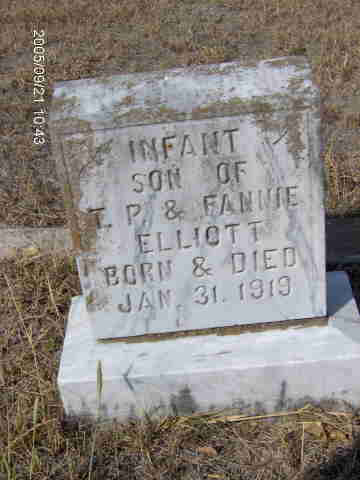 2005/09/21 10:43
INFANT
SON OF
T. P. & FANNIE
ELLIOTT
BORN & DIED
JAN. 31. 1919